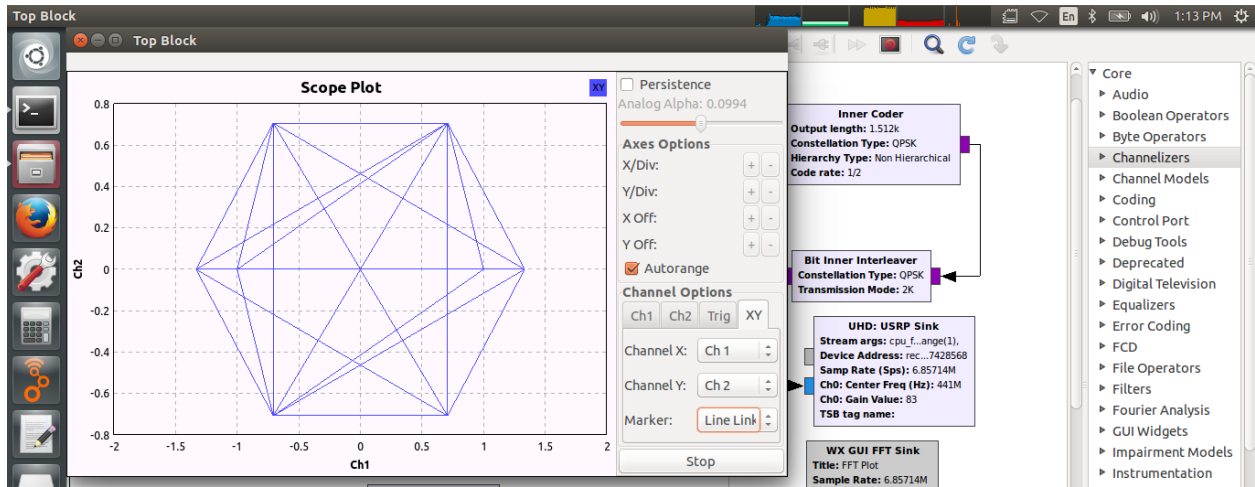 Top Block
En
1:13 PM
Top Block
Scope Plot
XY
0.8
0.6
0.4
0.2
0
-0.2
-0.4
-0.6
-0.8
Ch2
-2
-1.5
-1
-0.5
0
0.5
1
1.5
2
Ch1
Persistence
Analog Alpha: 0.0994
Axes Options
X/Div:
+
-
Y/Div:
+
-
X Off:
+
-
Y Off:
+
-
Autorange
Channel Options
Ch1
Ch2
Trig
XY
Channel X:
Ch 1
Channel Y:
Ch 2
Marker:
Line Link
Stop
Inner Coder
Output length: 1.512k
Constellation Type: QPSK
Hierarchy Type: Non Hierarchical
Code rate: 1/2
Bit Inner Interleaver
Constellation Type: QPSK
Transmission Mode: 2K
UHD: USRP Sink
Stream args: cpu_f...ange(1),
Device Address: rec...7428568
Samp Rate (Sps): 6.85714M
Ch0: Center Freq (Hz): 441M
Ch0: Gain Value: 83
TSB tag name:
WX GUI FFT Sink
Title: FFT Plot
Sample Rate: 6.85714M
Core
Audio
Boolean Operators
Byte Operators
Channelizers
Channel Models
Coding
Control Port
Debug Tools
Deprecated
Digital Television
Equalizers
Error Coding
FCD
File Operators
Filters
Fourier Analysis
GUI Widgets
Impairment Models
Instrumentation